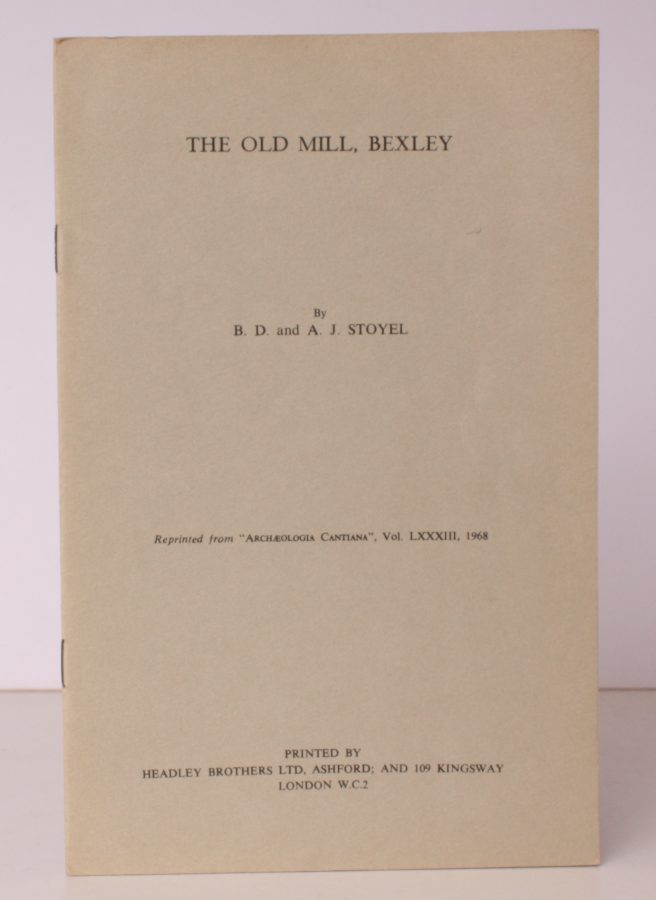 THE OLD MILL, BEXLEY
By
B. D. and A. J. STOYEL
Reprinted from "ARCHÆOLOGIA CANTIANA", Vol. LXXXIII, 1968
PRINTED BY
HEADLEY BROTHERS LTD, ASHFORD; AND 109 KINGSWAY
LONDON W.C.2